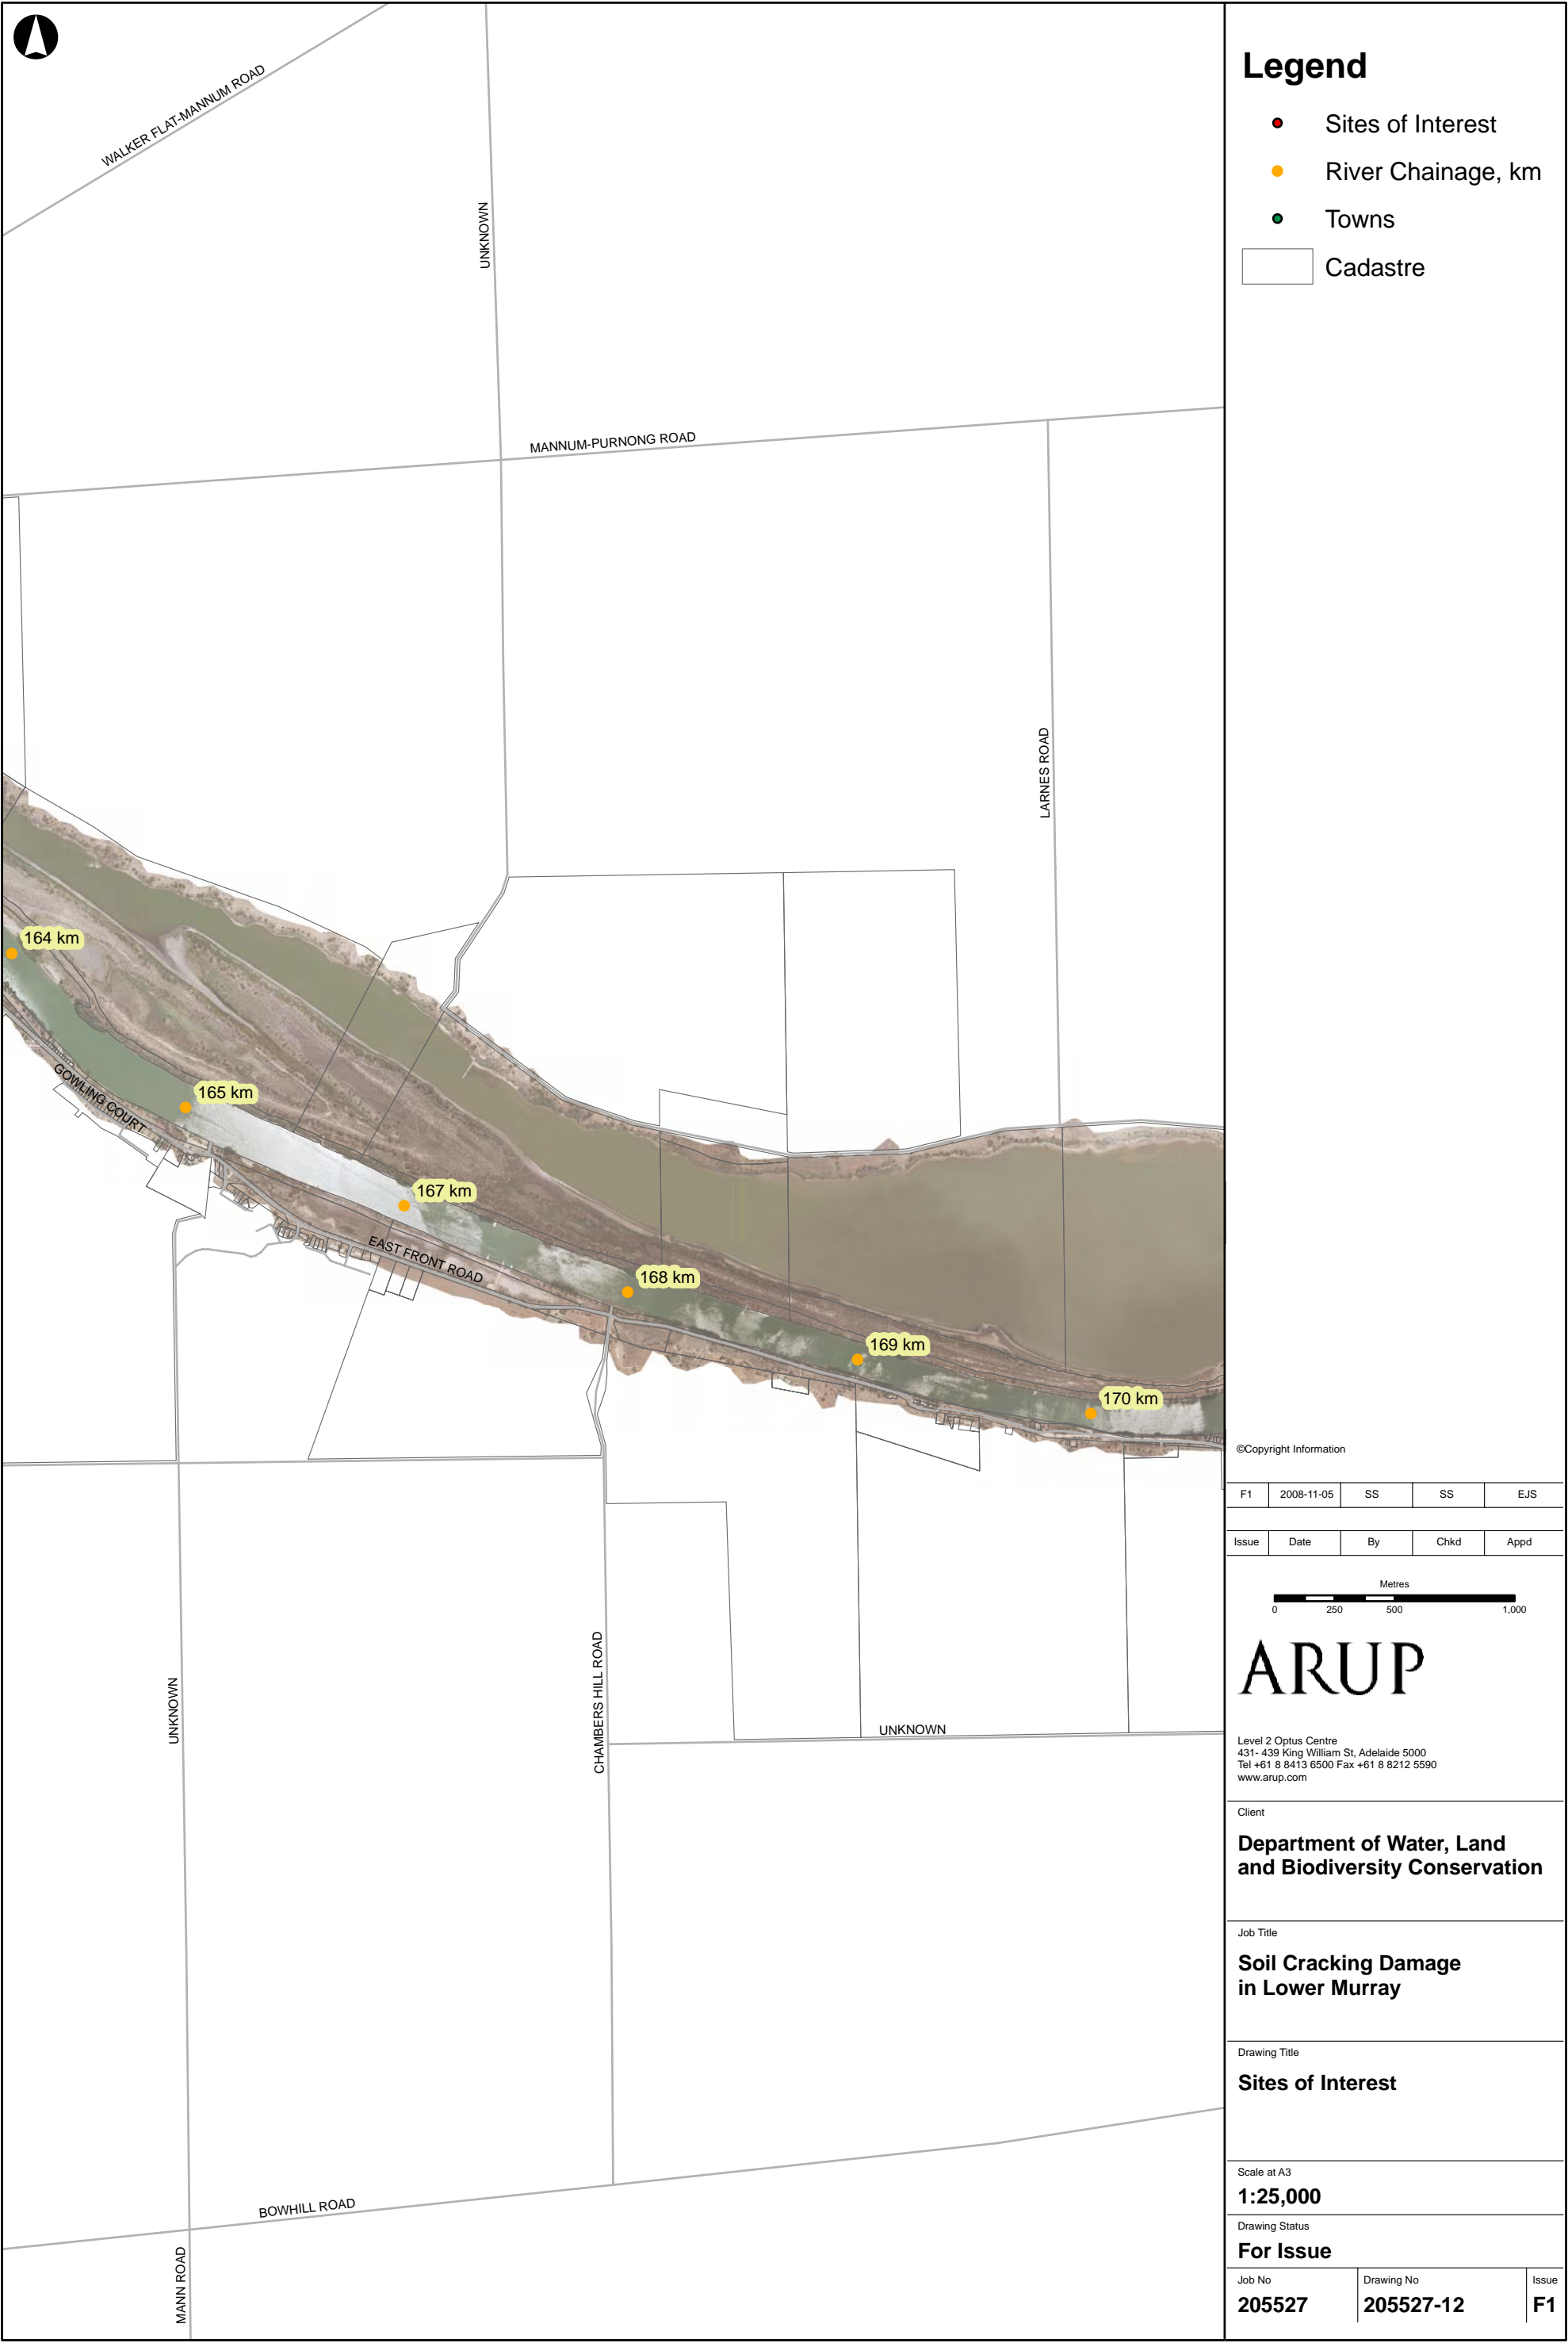 WALKER FLAT-MANNUM ROAD
UNKNOWN
MANNUM-PURNONG ROAD
LARNES ROAD
164 km
GOWLING COURT
165 km
167 km
EAST FRONT ROAD
168 km
169 km
170 km
UNKNOWN
CHAMBERS HILL ROAD
UNKNOWN
BOWHILL ROAD
MANN ROAD
Legend
Sites of Interest
River Chainage, km
Towns
Cadastre
©Copyright Information
F1 2008-11-05 SS SS EJS
Issue Date By Chkd Appd
Metres
0 250 500 1,000
ARUP
Level 2 Optus Centre
431- 439 King William St, Adelaide 5000
Tel +61 8 8413 6500 Fax +61 8 8212 5590
www.arup.com
Client
Department of Water, Land
and Biodiversity Conservation
Job Title
Soil Cracking Damage
in Lower Murray
Drawing Title
Sites of Interest
Scale at A3
1:25,000
Drawing Status
For Issue
Job No Drawing No Issue
205527 205527-12 F1